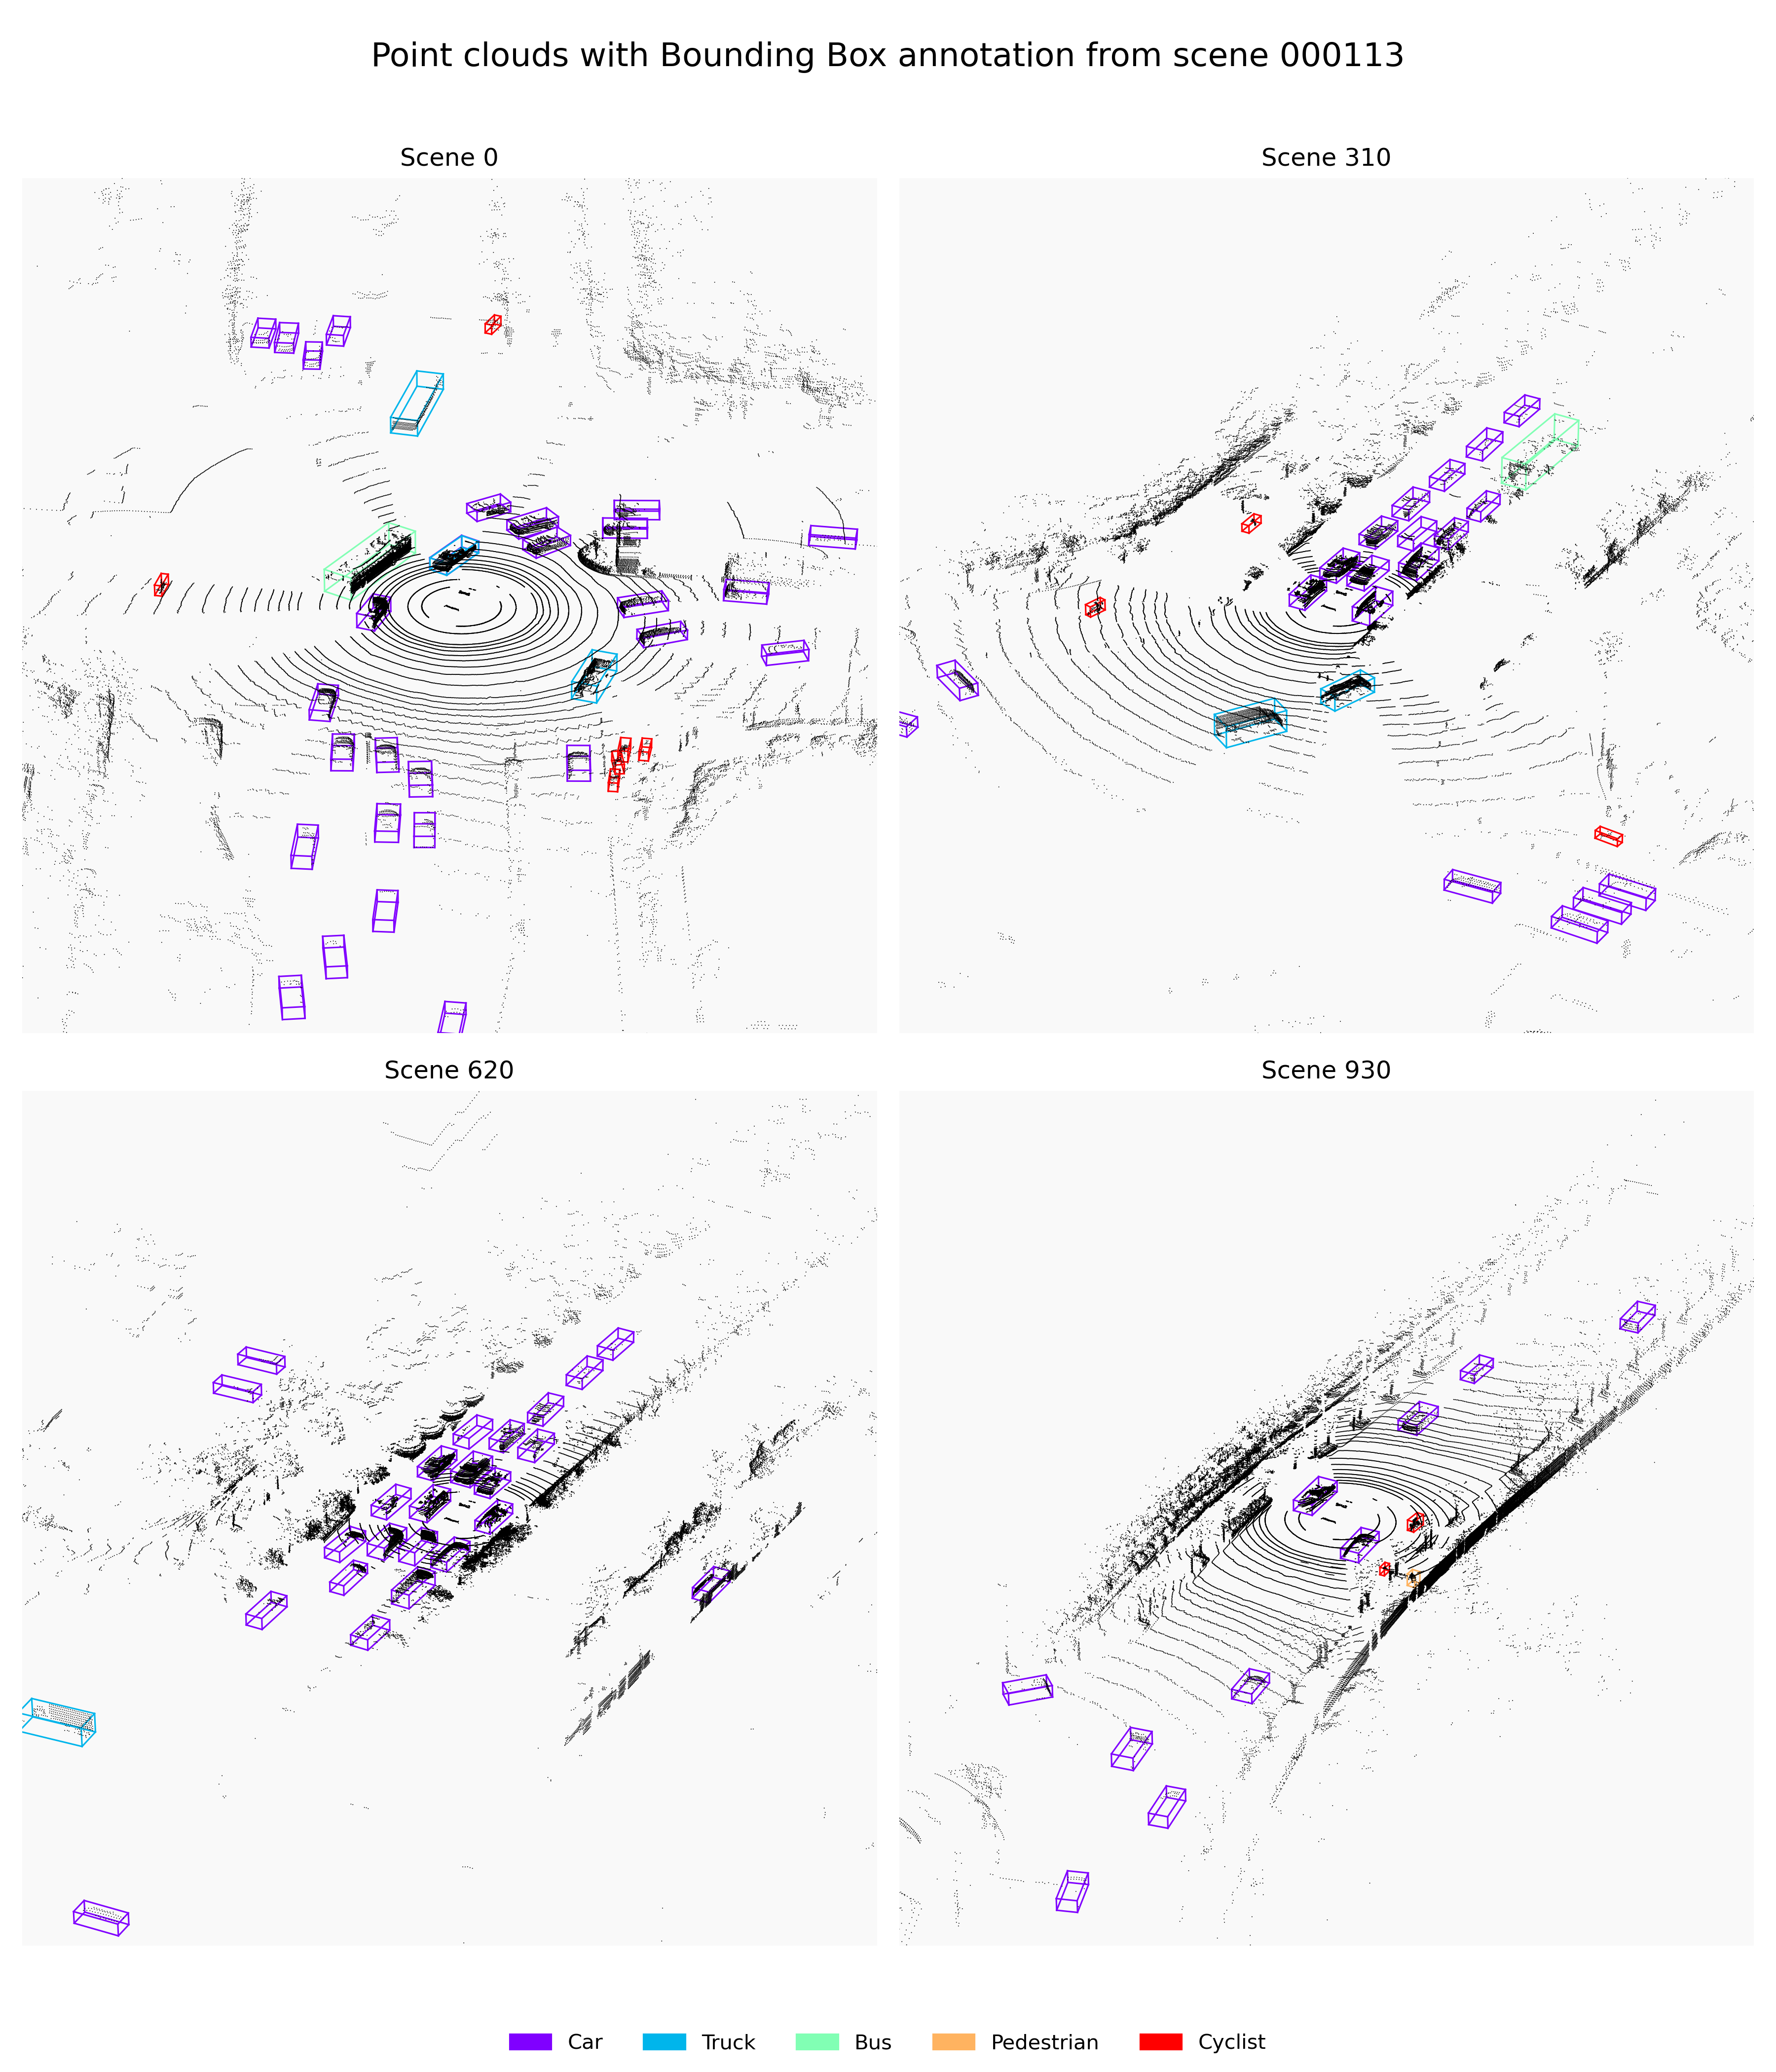 Point clouds with Bounding Box annotation from scene 000113
Scene 0
Scene 310
Scene 620
Scene 930
Car Truck Bus Pedestrian Cyclist